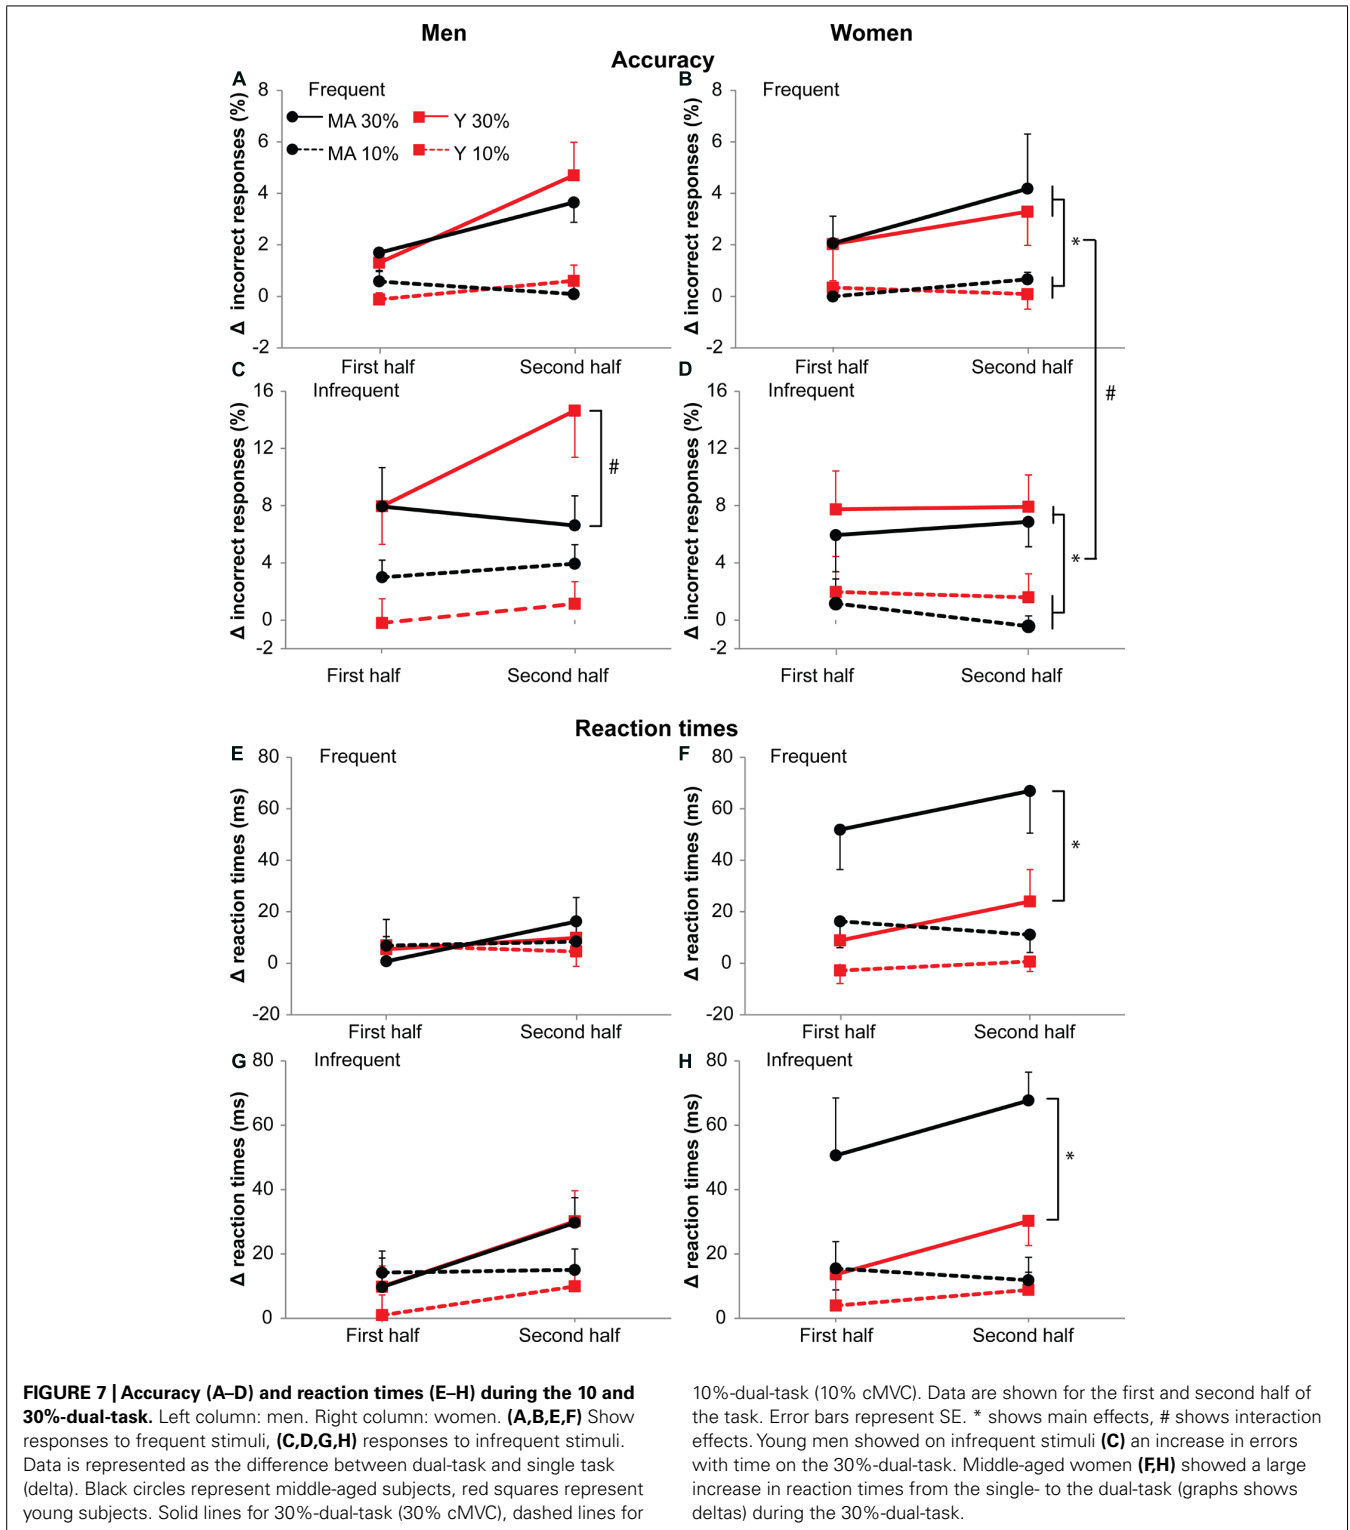 Men
Women
Accuracy
A
Frequent
MA 30%
Y 30%
MA 10%
Y 10%
Δ incorrect responses (%)
8
6
4
2
0
-2
First half
Second half
B
Frequent
Δ incorrect responses (%)
8
6
4
2
0
-2
*
First half
Second half
#
C
Infrequent
Δ incorrect responses (%)
16
12
8
4
0
-2
#
First half
Second half
D
Infrequent
Δ incorrect responses (%)
16
12
8
4
0
-2
*
First half
Second half
Reaction times
E
Frequent
Δ reaction times (ms)
80
60
40
20
0
-20
First half
Second half
F
Frequent
Δ reaction times (ms)
80
60
40
20
0
-20
*
First half
Second half
G
Infrequent
Δ reaction times (ms)
80
60
40
20
0
First half
Second half
H
Infrequent
Δ reaction times (ms)
80
60
40
20
0
*
First half
Second half
FIGURE 7 | Accuracy (A–D) and reaction times (E–H) during the 10 and
30%-dual-task. Left column: men. Right column: women. (A,B,E,F) Show
responses to frequent stimuli, (C,D,G,H) responses to infrequent stimuli.
Data is represented as the difference between dual-task and single task
(delta). Black circles represent middle-aged subjects, red squares represent
young subjects. Solid lines for 30%-dual-task (30% cMVC), dashed lines for
10%-dual-task (10% cMVC). Data are shown for the first and second half of
the task. Error bars represent SE. * shows main effects, # shows interaction
effects. Young men showed on infrequent stimuli (C) an increase in errors
with time on the 30%-dual-task. Middle-aged women (F,H) showed a large
increase in reaction times from the single- to the dual-task (graphs shows
deltas) during the 30%-dual-task.